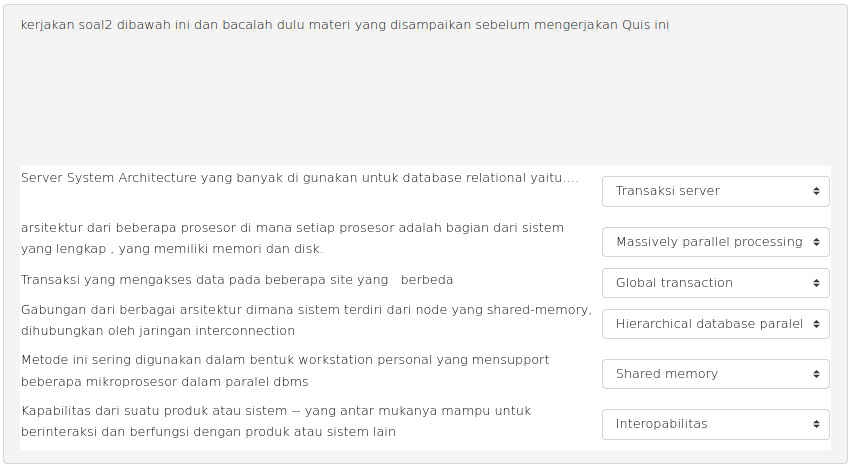 kerjakan soal2 dibawah ini dan bacalah dulu materi yang disampaikan sebelum mengerjakan Quis ini
Server System Architecture yang banyak di gunakan untuk database relational yaitu....
Transaksi server
arsitektur dari beberapa prosesor di mana setiap prosesor adalah bagian dari sistem
yang lengkap , yang memiliki memori dan disk.
Massively parallel processing
Transaksi yang mengakses data pada beberapa site yang berbeda
Global transaction
Gabungan dari berbagai arsitektur dimana sistem terdiri dari node yang shared-memory,
dihubungkan oleh jaringan interconnection
Hierarchical database paralel
Metode ini sering digunakan dalam bentuk workstation personal yang mensupport
beberapa mikroprosesor dalam paralel dbms
Shared memory
Kapabilitas dari suatu produk atau sistem -- yang antar mukanya mampu untuk
berinteraksi dan berfungsi dengan produk atau sistem lain
Interopabilitas